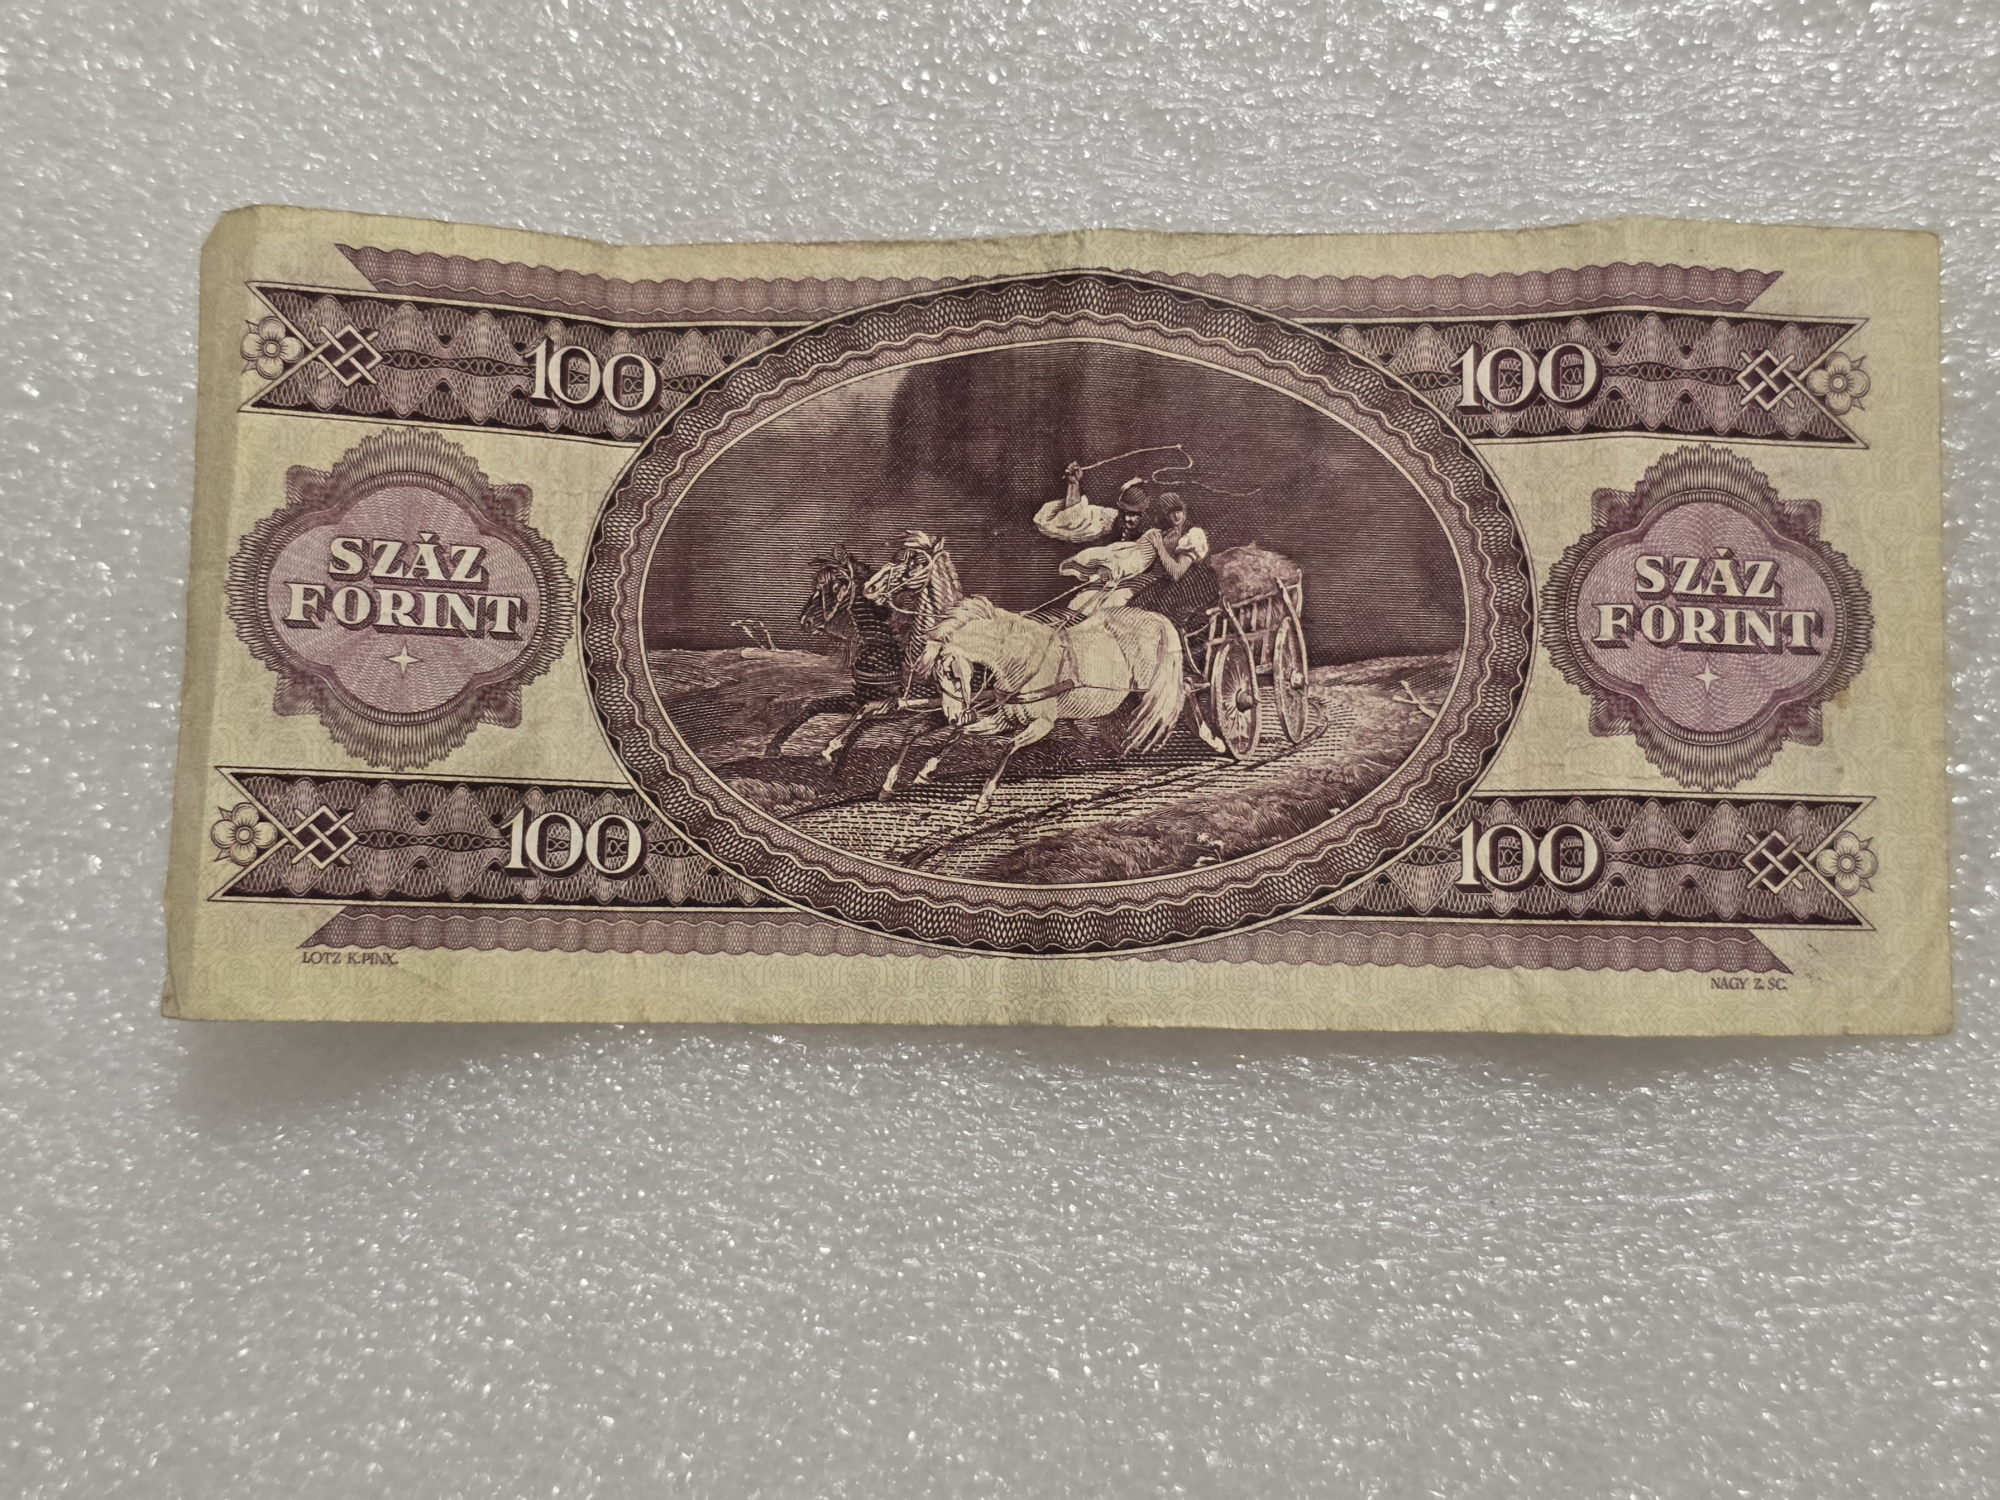 100
100
SZÁZ
FORINT
SZÁZ
FORINT
100
100
LOTZ K. PINX.
NAGY Z. SC.